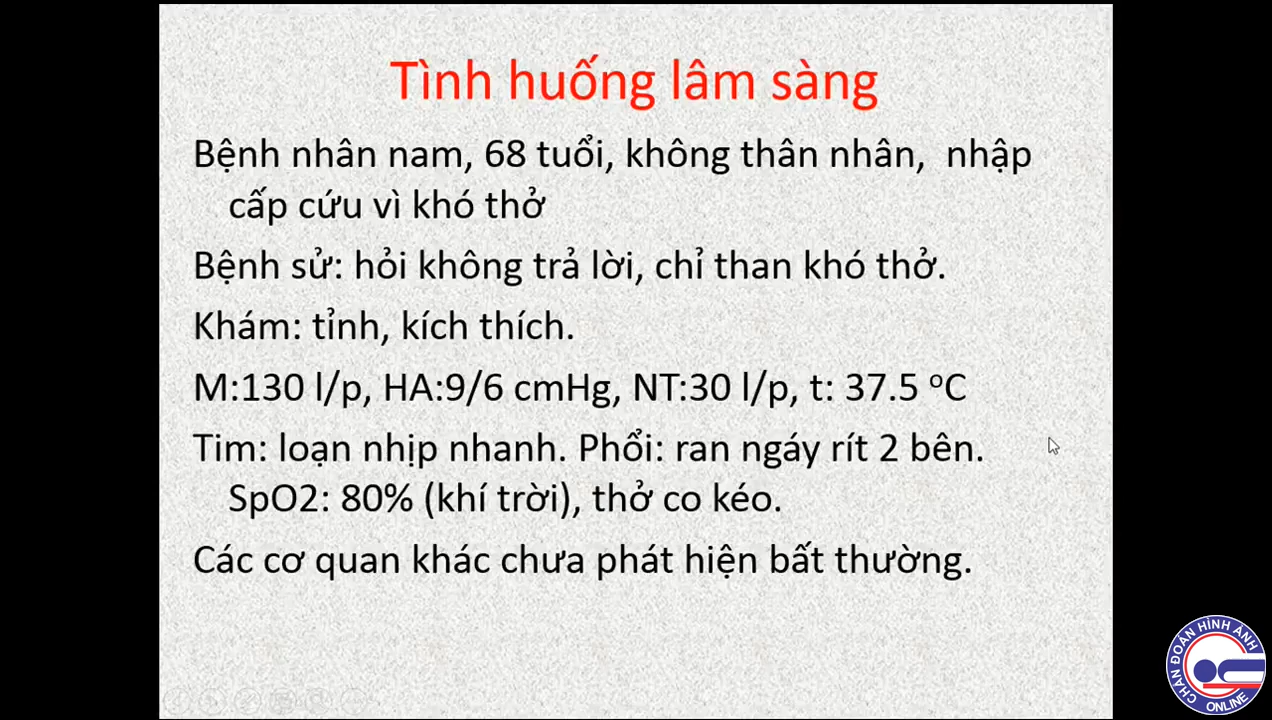 Tình huống lâm sàng
Bệnh nhân nam, 68 tuổi, không thân nhân, nhập
cấp cứu vì khó thở
Bệnh sử: hỏi không trả lời, chỉ than khó thở.
Khám: tỉnh, kích thích.
M:130 l/p, HA:9/6 cmHg, NT:30 l/p, t: 37.5 ᵒC
Tim: loạn nhịp nhanh. Phổi: ran ngáy rít 2 bên.
SpO2: 80% (khí trời), thở co kéo.
Các cơ quan khác chưa phát hiện bất thường.
CHẨN ĐOÁN HÌNH ẢNH
ONLINE